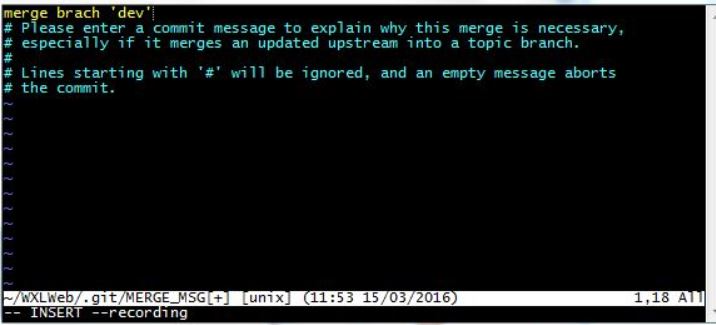 merge brach 'dev'
# Please enter a commit message to explain why this merge is necessary,
# especially if it merges an updated upstream into a topic branch.
#
# Lines starting with '#' will be ignored, and an empty message aborts
# the commit.
~
~
~
~
~
~
~
~
~
~
~
~
~
~/WXLWeb/.git/MERGE_MSG[+] [unix] (11:53 15/03/2016) 1,18 All
-- INSERT --recording